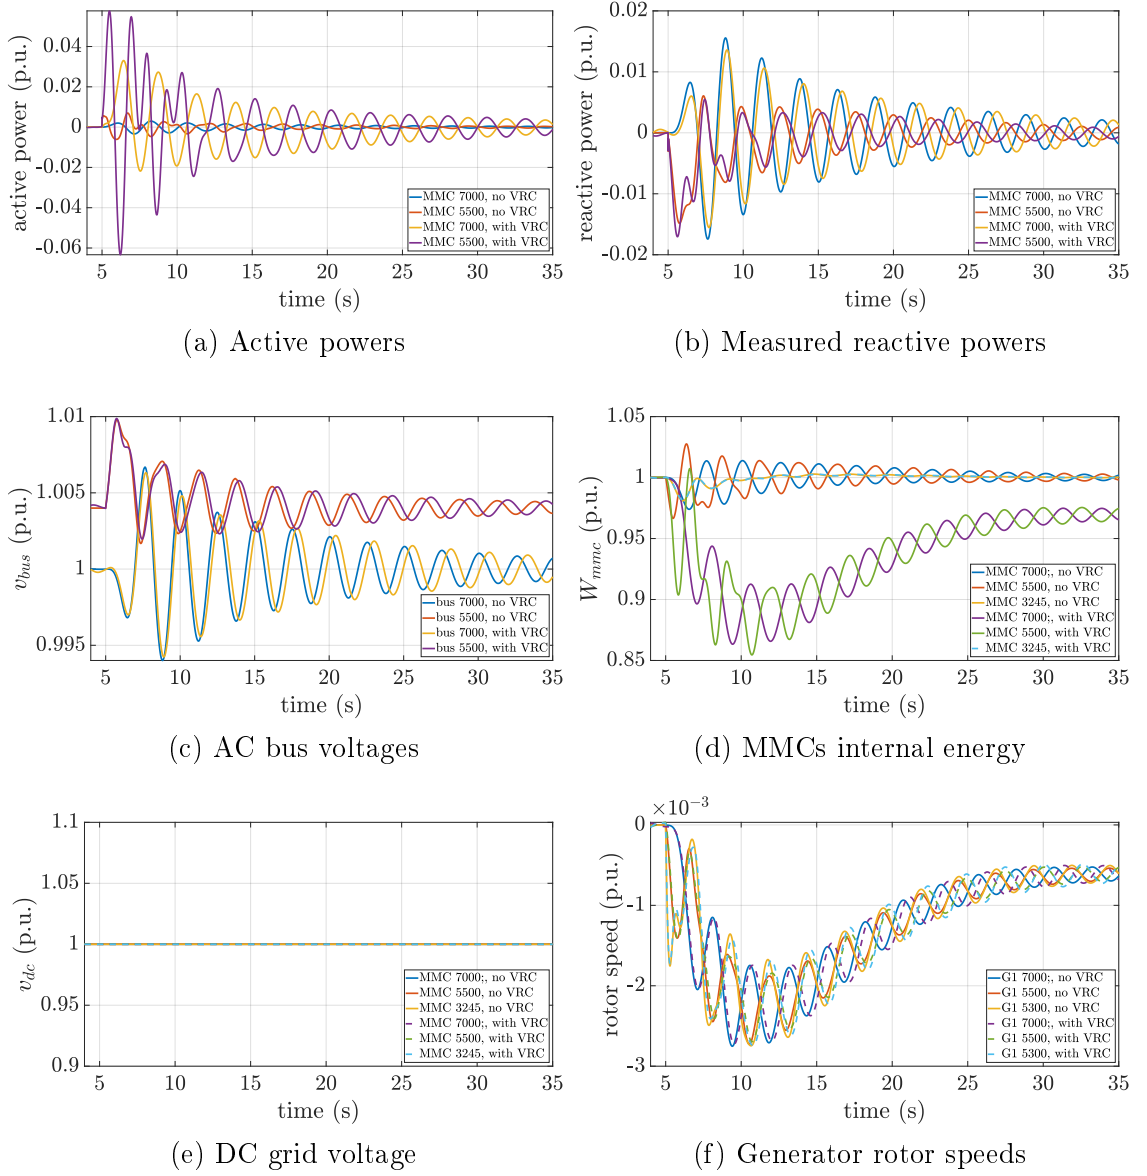 0.04
0.02
0
-0.02
-0.04
-0.06
active power (p.u.)
MMC 7000, no VRC
MMC 5500, no VRC
MMC 7000, with VRC
MMC 5500, with VRC
5 10 15 20 25 30 35
time (s)
(a) Active powers
0.02
0.01
0
-0.01
-0.02
reactive power (p.u.)
MMC 7000, no VRC
MMC 5500, no VRC
MMC 7000, with VRC
MMC 5500, with VRC
5 10 15 20 25 30 35
time (s)
(b) Measured reactive powers
1.01
1.005
1
0.995
v_bus (p.u.)
bus 7000, no VRC
bus 5500, no VRC
bus 7000, with VRC
bus 5500, with VRC
5 10 15 20 25 30 35
time (s)
(c) AC bus voltages
1.05
1
0.95
0.9
0.85
W_mmc (p.u.)
MMC 7000;, no VRC
MMC 5500, no VRC
MMC 3245, no VRC
MMC 7000;, with VRC
MMC 5500, with VRC
MMC 3245, with VRC
5 10 15 20 25 30 35
time (s)
(d) MMCs internal energy
1.1
1.05
1
0.95
0.9
v_dc (p.u.)
MMC 7000;, no VRC
MMC 5500, no VRC
MMC 3245, no VRC
MMC 7000;, with VRC
MMC 5500, with VRC
MMC 3245, with VRC
5 10 15 20 25 30 35
time (s)
(e) DC grid voltage
×10⁻³
0
-1
-2
-3
rotor speed (p.u.)
G1 7000;, no VRC
G1 5500, no VRC
G1 5300, no VRC
G1 7000;, with VRC
G1 5500, with VRC
G1 5300, with VRC
5 10 15 20 25 30 35
time (s)
(f) Generator rotor speeds